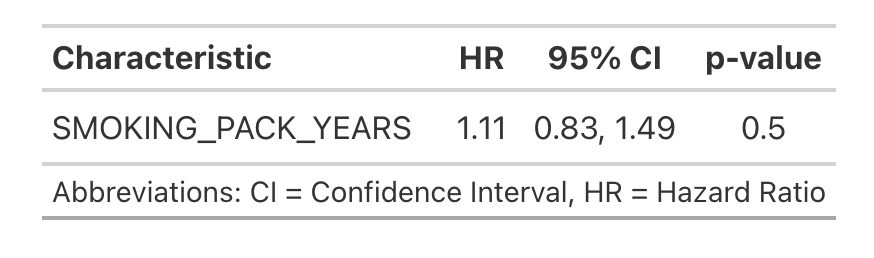 Characteristic HR 95% CI p-value
SMOKING_PACK_YEARS 1.11 0.83, 1.49 0.5
Abbreviations: CI = Confidence Interval, HR = Hazard Ratio